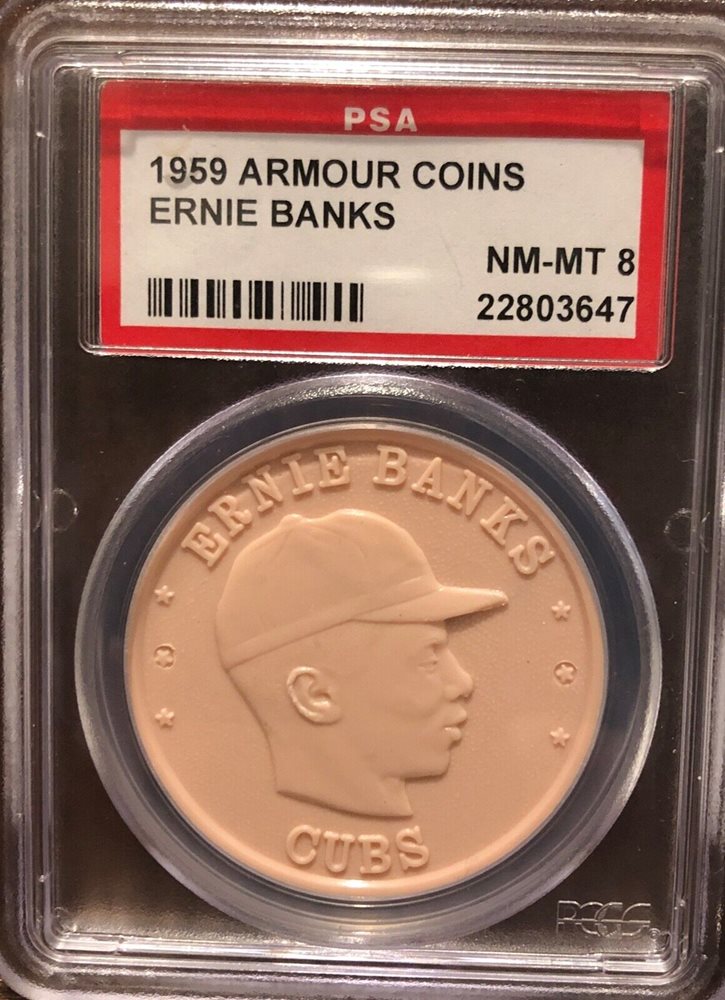 PSA
1959 ARMOUR COINS
ERNIE BANKS
NM-MT 8
22803647
ERNIE BANKS
CUBS
PCGS